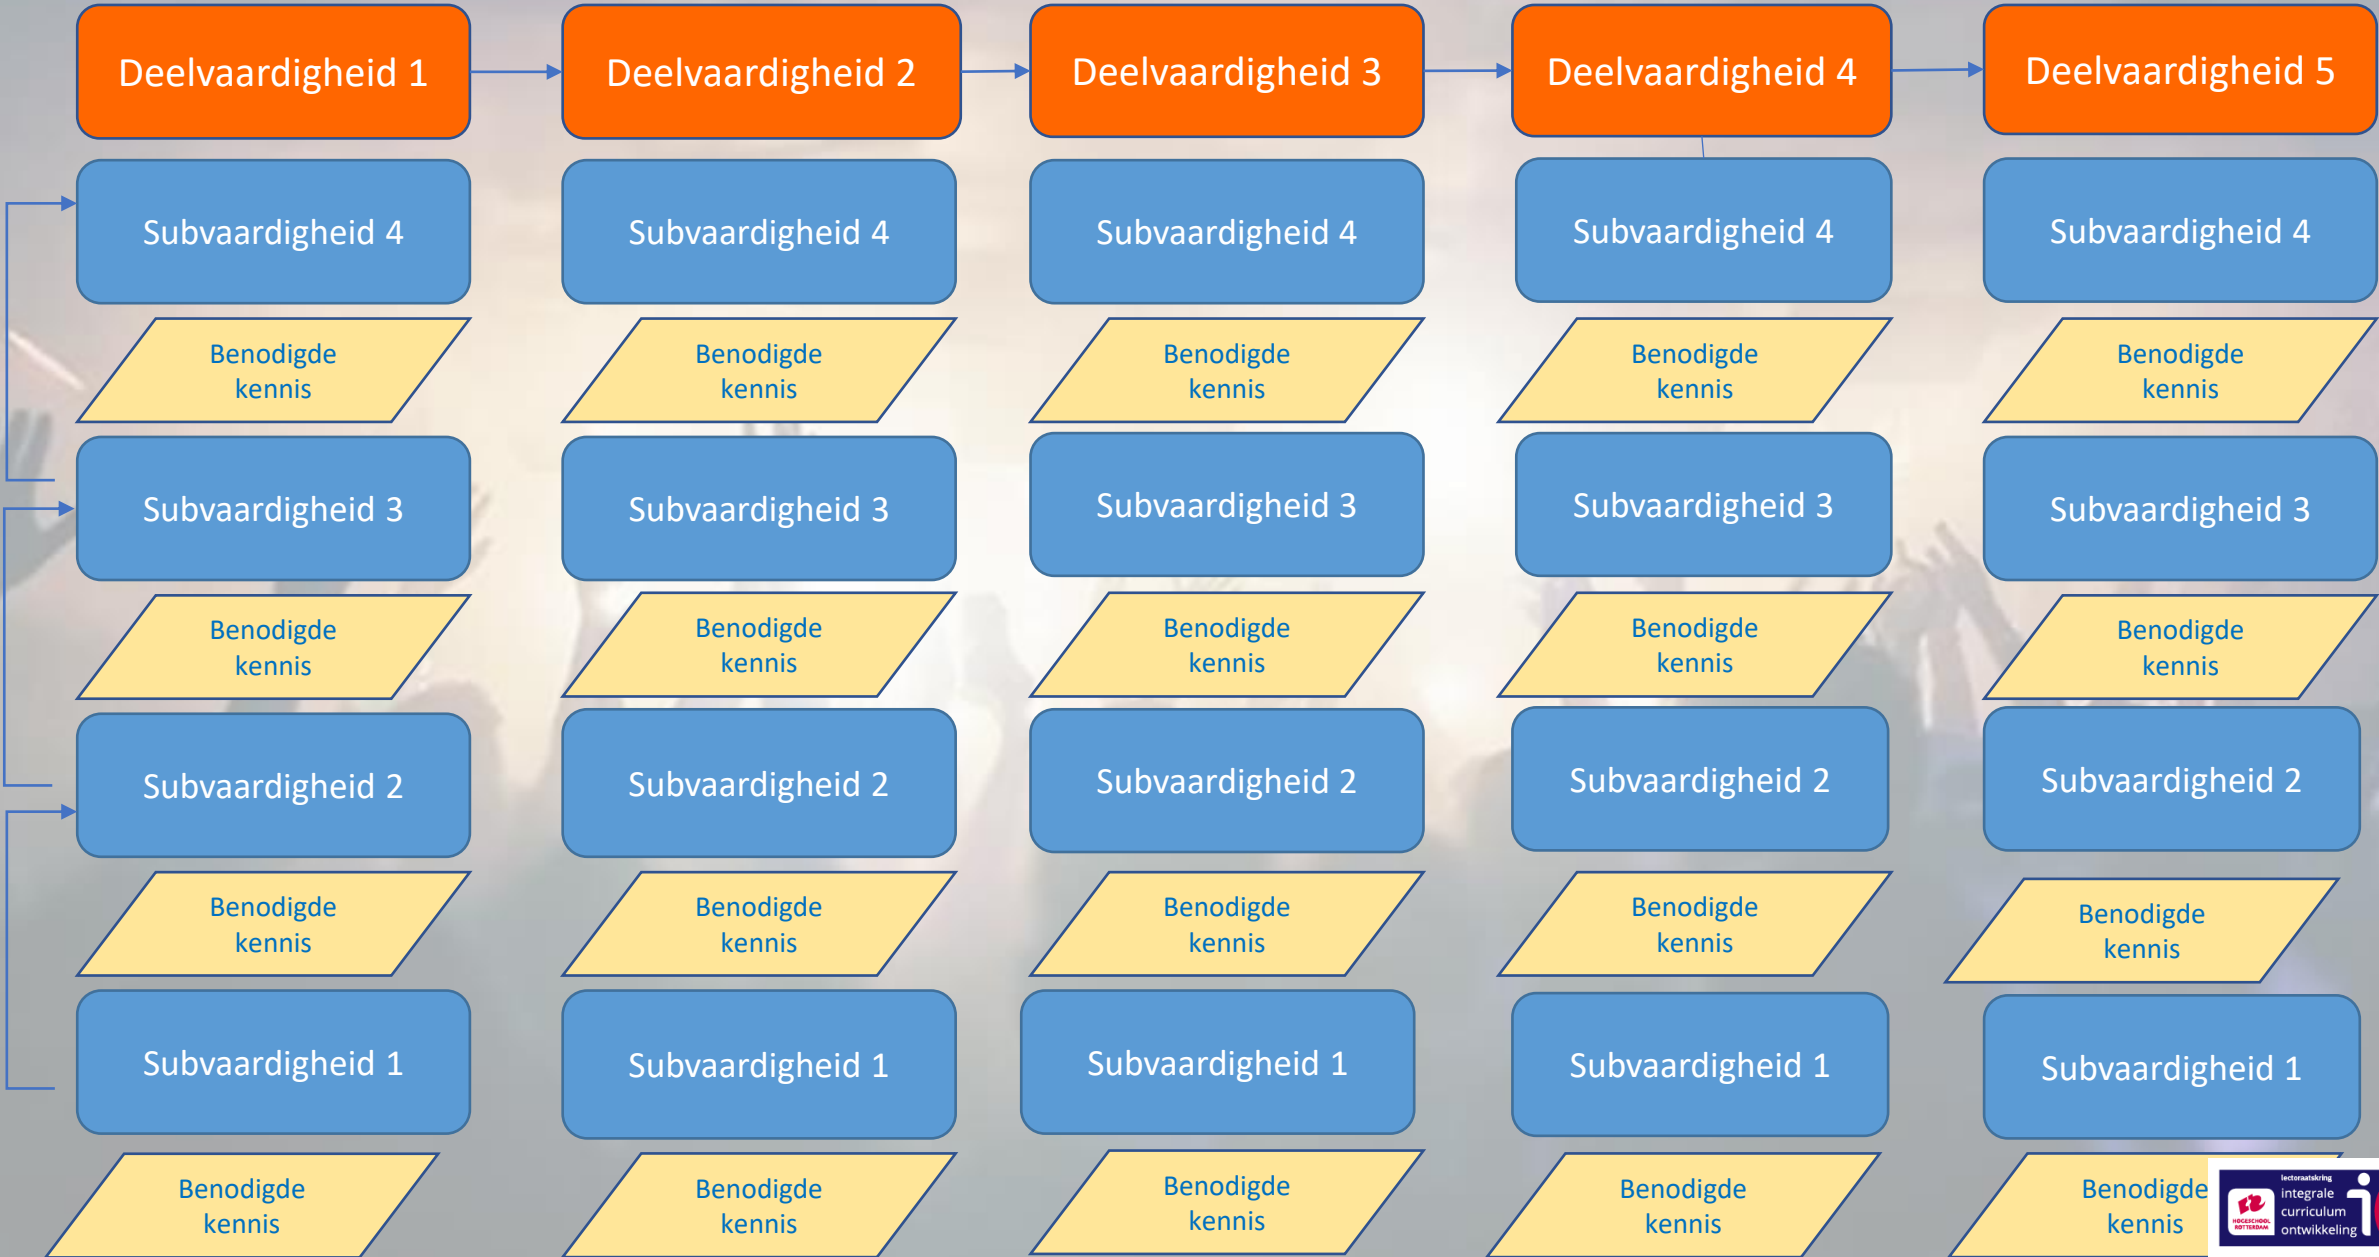 Deelvaardigheid 1
Deelvaardigheid 2
Deelvaardigheid 3
Deelvaardigheid 4
Deelvaardigheid 5
Subvaardigheid 4
Subvaardigheid 4
Subvaardigheid 4
Subvaardigheid 4
Subvaardigheid 4
Benodigde
kennis
Benodigde
kennis
Benodigde
kennis
Benodigde
kennis
Benodigde
kennis
Subvaardigheid 3
Subvaardigheid 3
Subvaardigheid 3
Subvaardigheid 3
Subvaardigheid 3
Benodigde
kennis
Benodigde
kennis
Benodigde
kennis
Benodigde
kennis
Benodigde
kennis
Subvaardigheid 2
Subvaardigheid 2
Subvaardigheid 2
Subvaardigheid 2
Subvaardigheid 2
Benodigde
kennis
Benodigde
kennis
Benodigde
kennis
Benodigde
kennis
Benodigde
kennis
Subvaardigheid 1
Subvaardigheid 1
Subvaardigheid 1
Subvaardigheid 1
Subvaardigheid 1
Benodigde
kennis
Benodigde
kennis
Benodigde
kennis
Benodigde
kennis
Benodigde
kennis
HOGESCHOOL
ROTTERDAM
lectoraatskring
integrale
curriculum
ontwikkeling